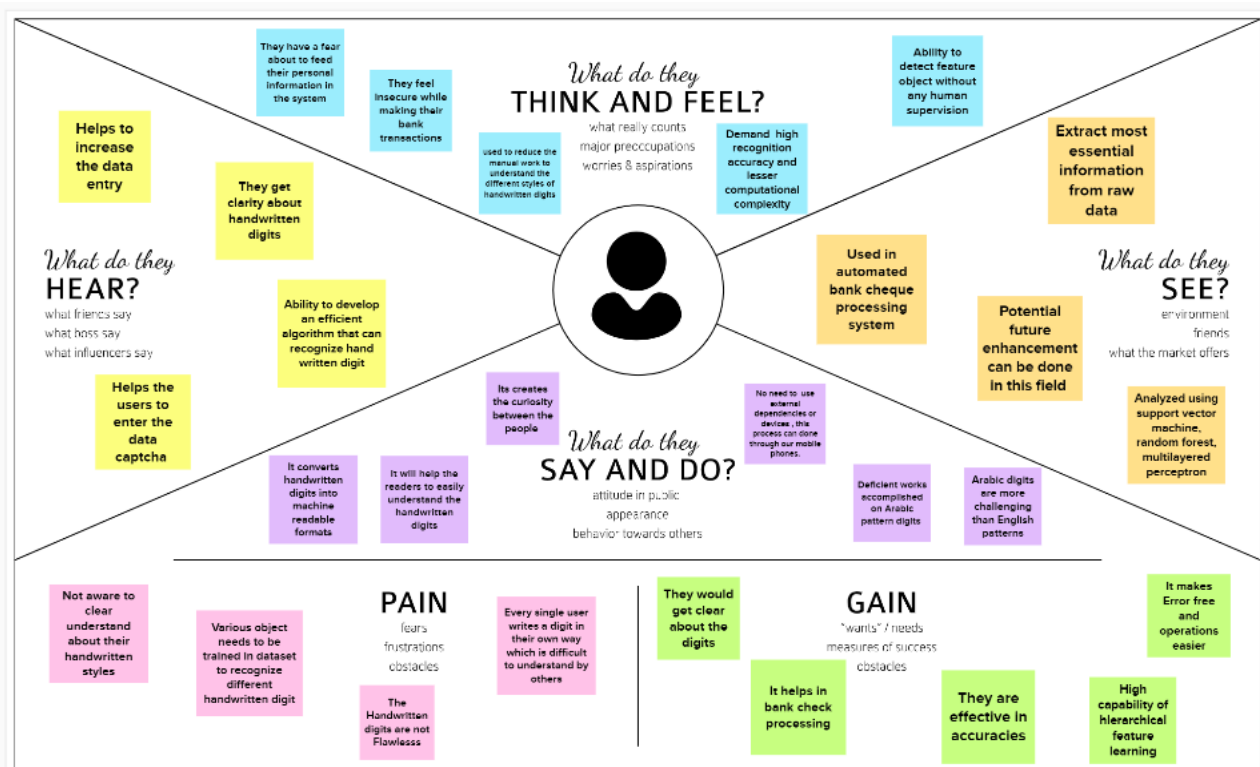 They have a fear
about to feed
their personal
information in
the system
They feel
insecure while
making their
bank
transactions
used to reduce the
manual work to
understand the
different styles of
handwritten digits
What do they
THINK AND FEEL?
what really counts
major preoccupations
worries & aspirations
Demand high
recognition
accuracy and
lesser
computational
complexity
Ability to
detect feature
object without
any human
supervision
Helps to
increase
the data
entry
They get
clarity about
handwritten
digits
What do they
HEAR?
what friends say
what boss say
what influencers say
Ability to develop
an efficient
algorithm that can
recognize hand
written digit
Helps the
users to
enter the
data
captcha
Extract most
essential
information
from raw
data
Used in
automated
bank cheque
processing
system
What do they
SEE?
environment
friends
what the market offers
Potential
future
enhancement
can be done
in this field
Analyzed using
support vector
machine,
random forest,
multilayered
perceptron
Its creates
the curiosity
between the
people
What do they
SAY AND DO?
attitude in public
appearance
behavior towards others
No need to use
external
dependencies or
devices , this
process can done
through our mobile
phones.
It converts
handwritten
digits into
machine
readable
formats
It will help the
readers to easily
understand the
handwritten
digits
Deficient works
accomplished
on Arabic
pattern digits
Arabic digits
are more
challenging
than English
patterns
Not aware to
clear
understand
about their
handwritten
styles
Various object
needs to be
trained in dataset
to recognize
different
handwritten digit
PAIN
fears
frustrations
obstacles
The
Handwritten
digits are not
Flawlesss
Every single user
writes a digit in
their own way
which is difficult
to understand by
others
They would
get clear
about the
digits
GAIN
"wants" / needs
measures of success
obstacles
It helps in
bank check
processing
They are
effective in
accuracies
It makes
Error free
and
operations
easier
High
capability of
hierarchical
feature
learning